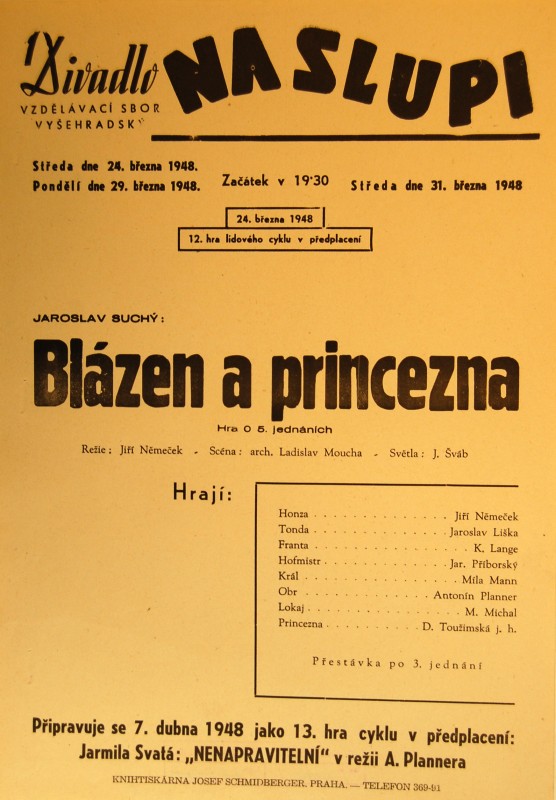 Divadlo NA SLUPI
VZDĚLÁVACÍ SBOR
VYŠEHRADSK
Středa dne 24. března 1948.
Pondělí dne 29. března 1948.
Začátek v 19·30
Středa dne 31. března 1948
24. března 1948
12. hra lidového cyklu v předplacení
JAROSLAV SUCHÝ:
Blázen a princezna
Hra O 5. jednáních
Režie: Jiří Němeček - Scéna: arch. Ladislav Moucha - Světla: J. Šváb
Hrají:
Honza . . . . . . . . . . . . . . . Jiří Němeček
Tonda . . . . . . . . . . . . . . . Jaroslav Liška
Franta . . . . . . . . . . . . . . . K. Lange
Hofmistr . . . . . . . . . . . . . . Jar. Příborský
Král . . . . . . . . . . . . . . . Míla Mann
Obr . . . . . . . . . . . . . . . Antonín Planner
Lokaj . . . . . . . . . . . . . . . M. Michal
Princezna . . . . . . . . . . D. Toužimská j. h.
Přestávka po 3. jednání
Připravuje se 7. dubna 1948 jako 13. hra cyklu v předplacení:
Jarmila Svatá: „NENAPRAVITELNÍ" v režii A. Plannera
KNIHTISKÁRNA JOSEF SCHMIDBERGER, PRAHA. — TELEFON 369-91